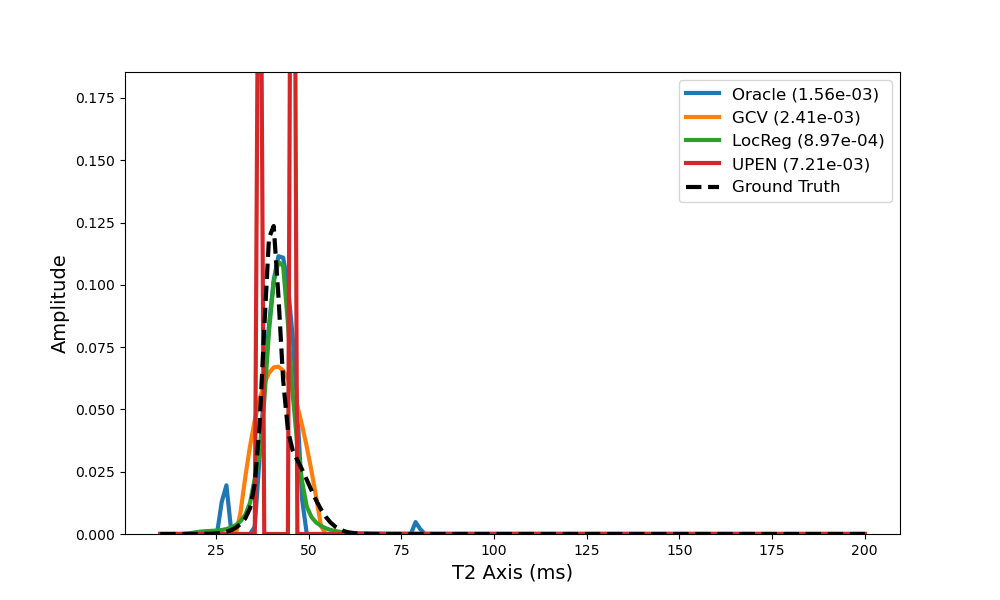 Oracle (1.56e-03)
GCV (2.41e-03)
LocReg (8.97e-04)
UPEN (7.21e-03)
Ground Truth
Amplitude
0.175
0.150
0.125
0.100
0.075
0.050
0.025
0.000
25 50 75 100 125 150 175 200
T2 Axis (ms)